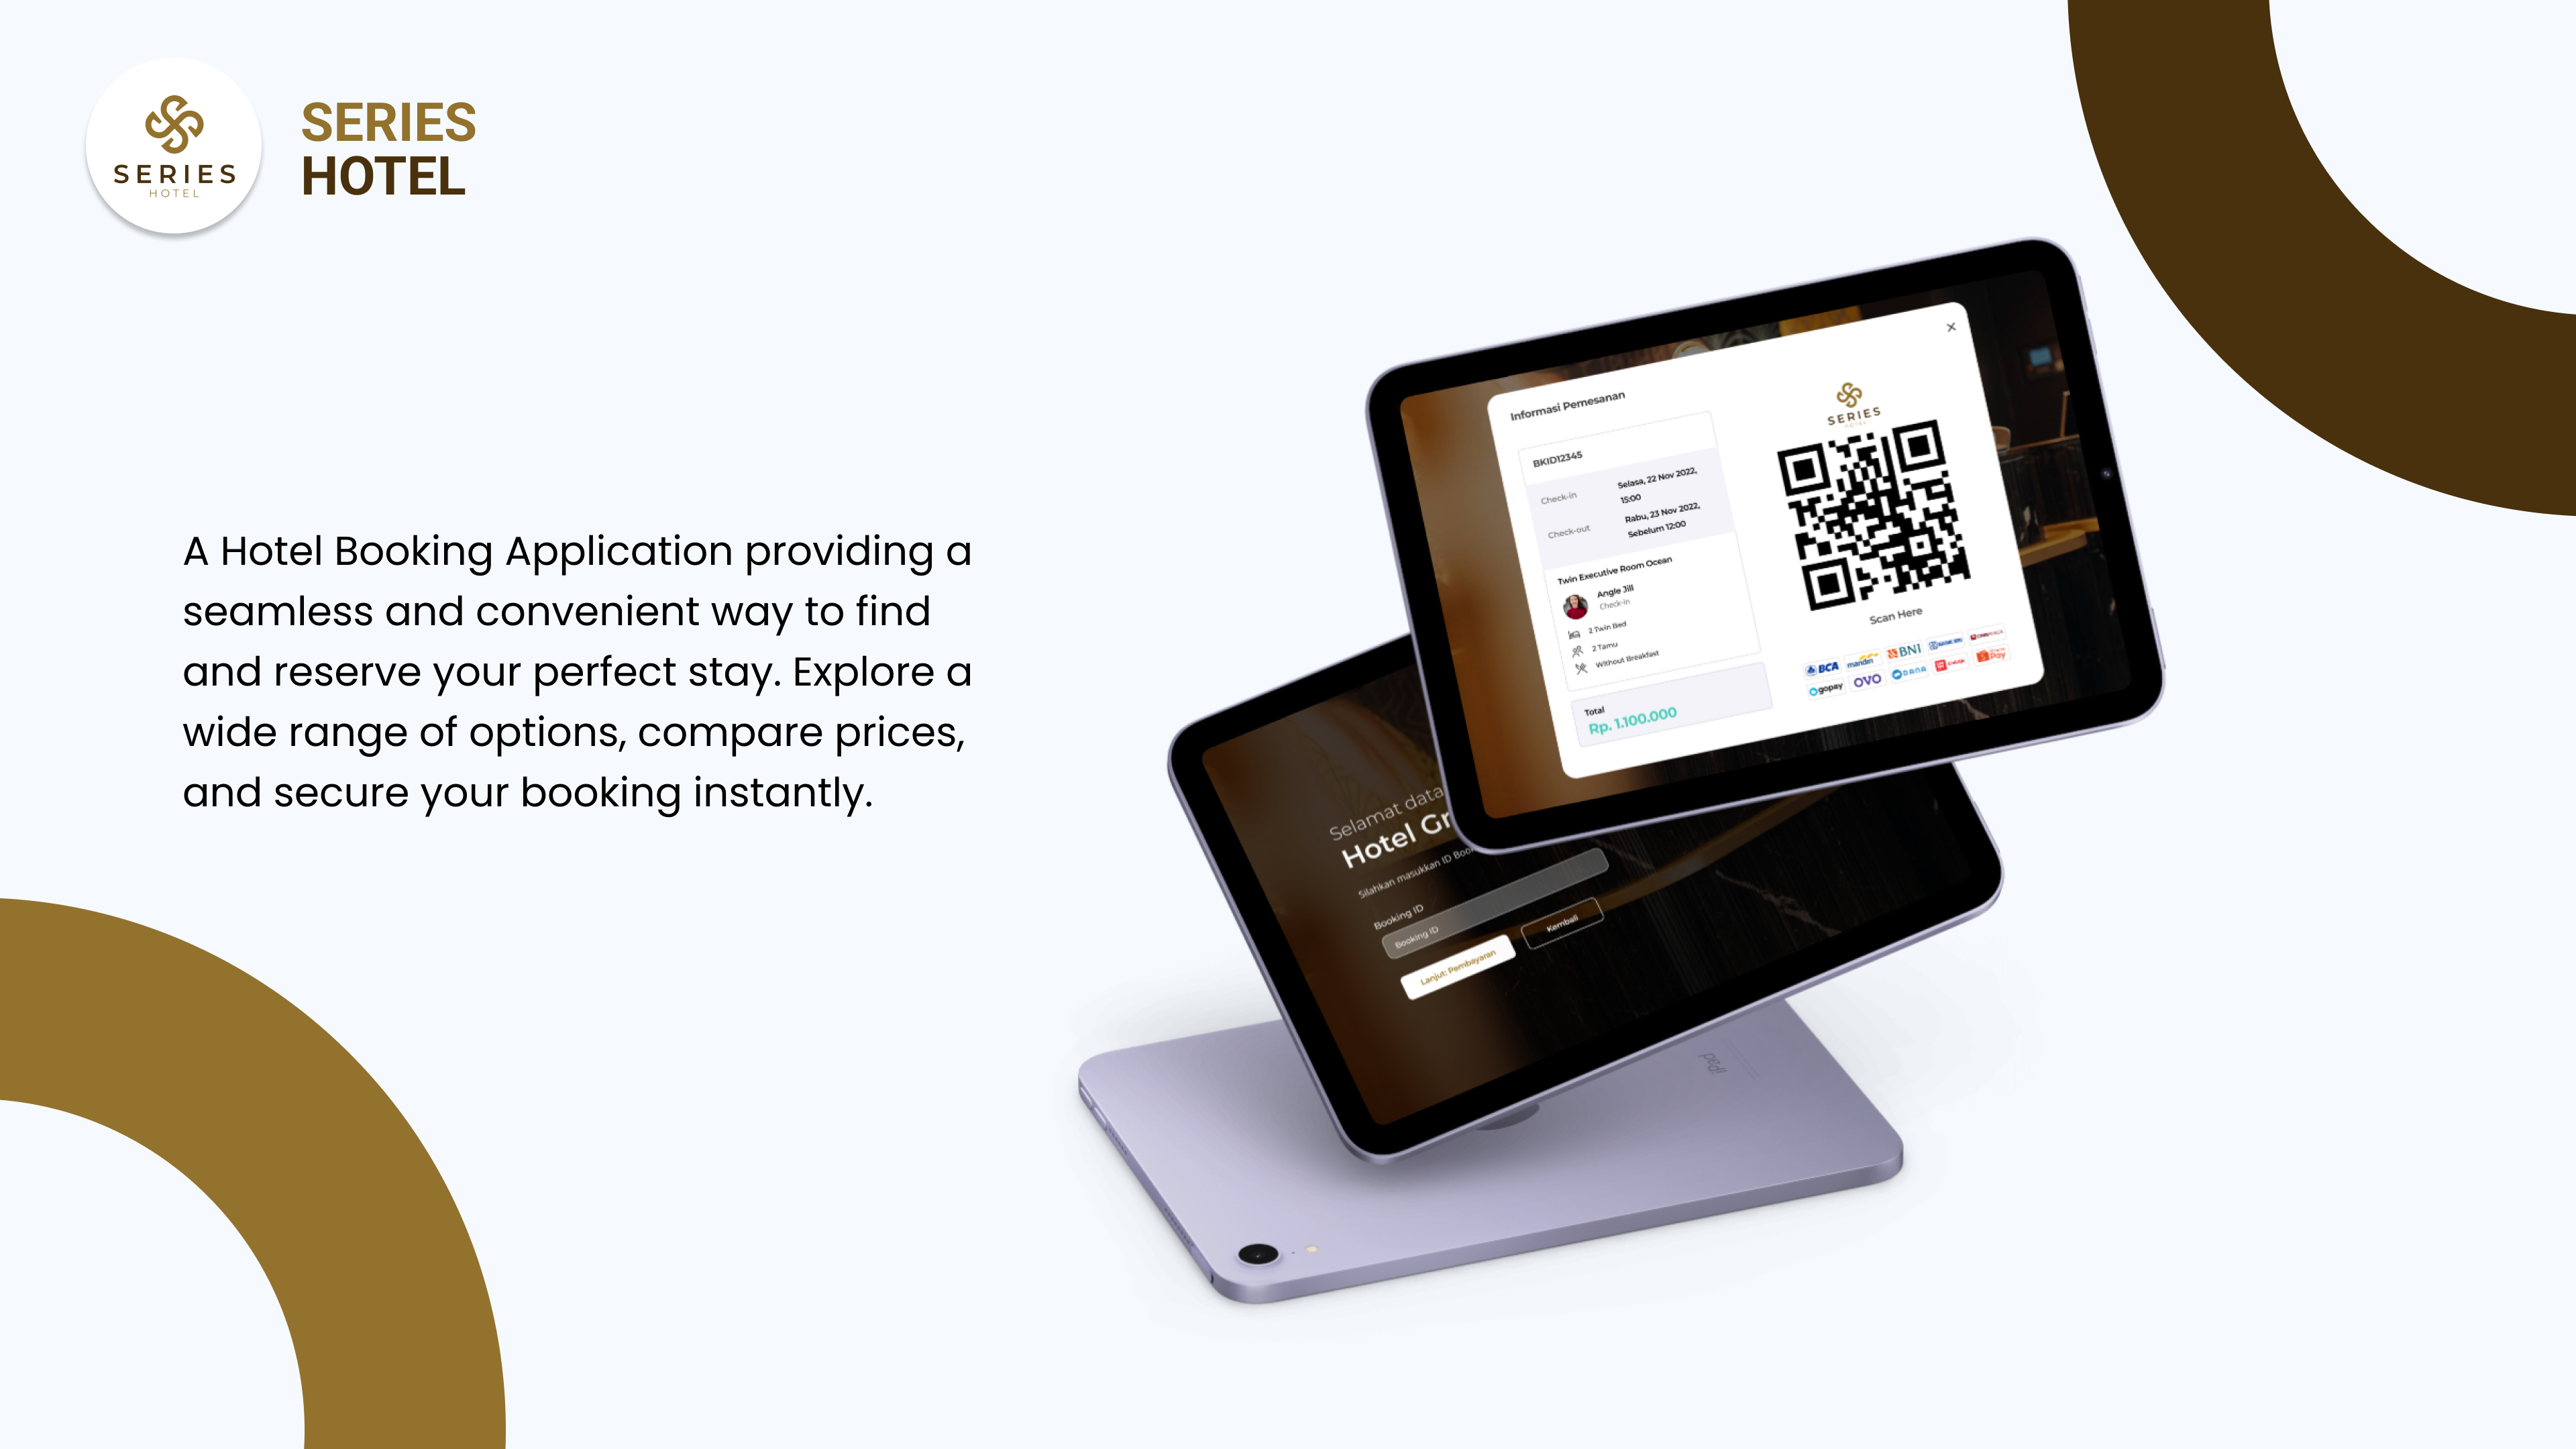 SERIES
HOTEL
SERIES
HOTEL
A Hotel Booking Application providing a
seamless and convenient way to find
and reserve your perfect stay. Explore a
wide range of options, compare prices,
and secure your booking instantly.
Informasi Pemesanan
BKID12345
Check-in
Selasa, 22 Nov 2022,
15:00
Check-out
Rabu, 23 Nov 2022,
Sebelum 12:00
Twin Executive Room Ocean
Angle Jill
Check-in
2 Twin Bed
2 Tamu
Without Breakfast
Total
Rp. 1.100.000
SERIES
HOTEL
Scan Here
BCA mandiri BNI BANK BRI
gopay OVO DANA Pay
Selamat data
Hotel Gr
Silahkan masukkan ID Boo
Booking ID
Booking ID
Lanjut: Pembayaran
Kembali
iPad